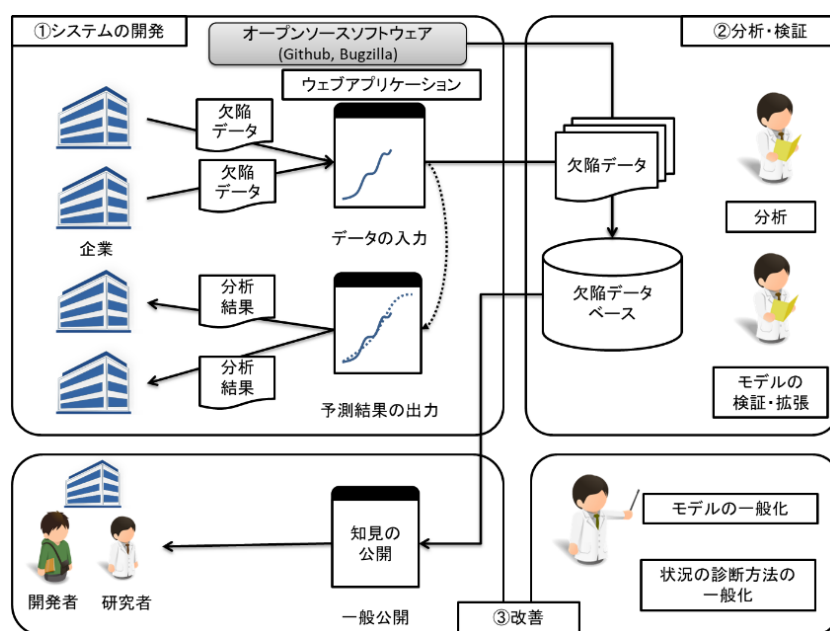 ①システムの開発
オープンソースソフトウェア
(Github, Bugzilla)
ウェブアプリケーション
欠陥
データ
欠陥
データ
企業
データの入力
分析
結果
分析
結果
予測結果の出力
②分析・検証
欠陥データ
分析
欠陥データ
ベース
モデルの
検証・拡張
知見の
公開
開発者
研究者
一般公開
③改善
モデルの一般化
状況の診断方法の
一般化